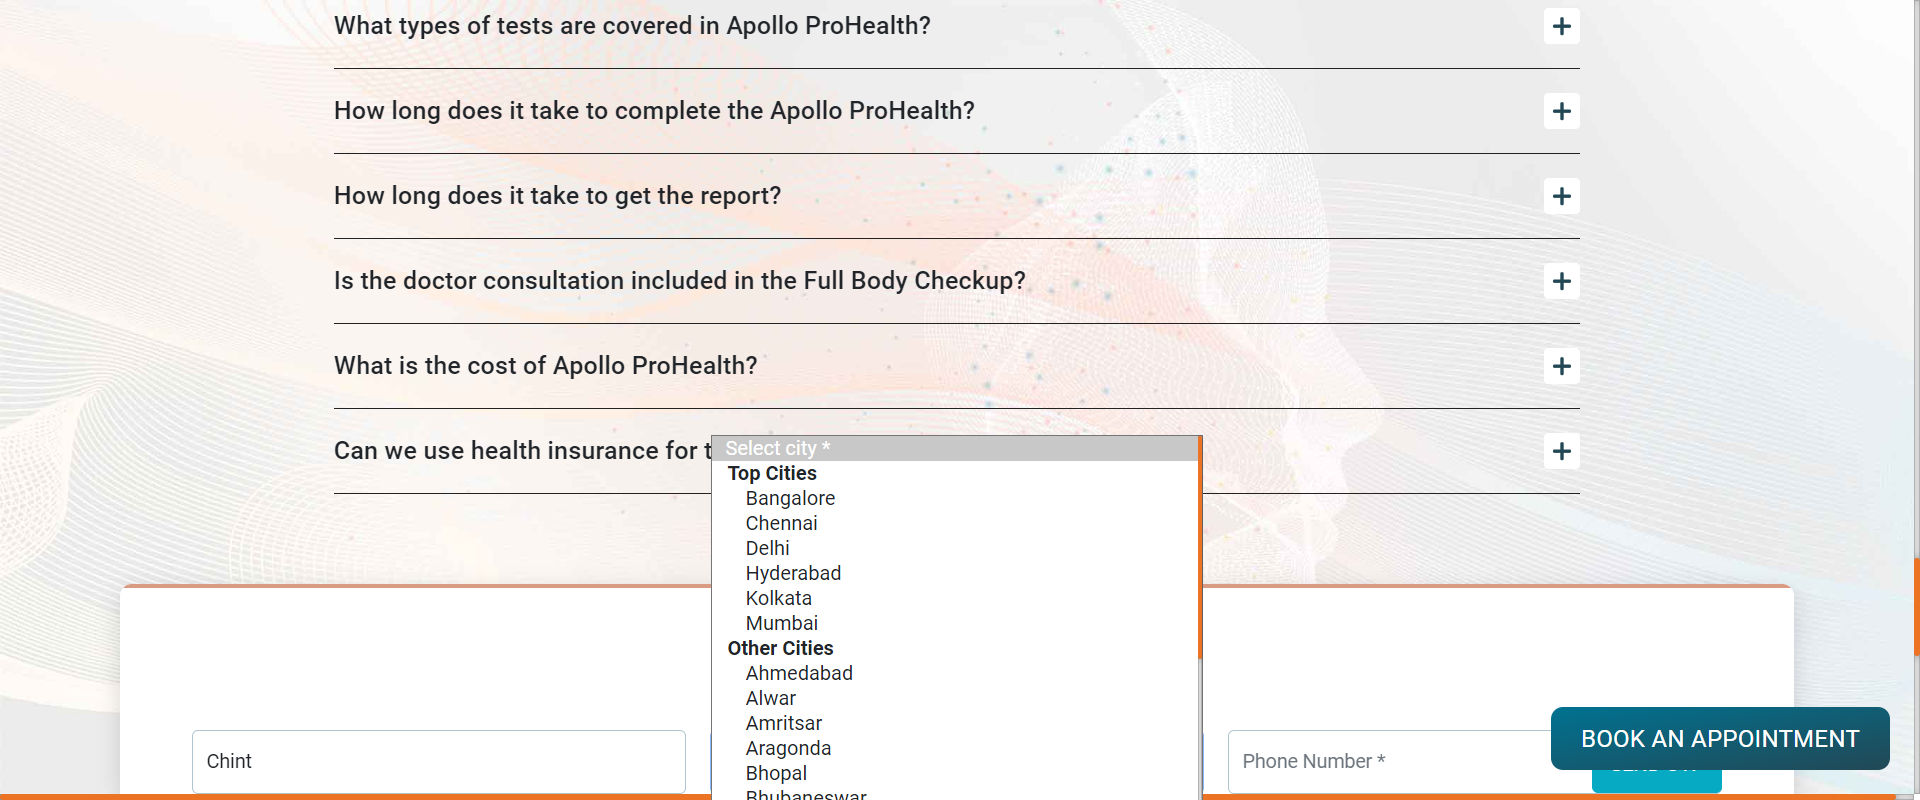 What types of tests are covered in Apollo ProHealth?
How long does it take to complete the Apollo ProHealth?
How long does it take to get the report?
Is the doctor consultation included in the Full Body Checkup?
What is the cost of Apollo ProHealth?
Can we use health insurance for t
Select city *
Top Cities
Bangalore
Chennai
Delhi
Hyderabad
Kolkata
Mumbai
Other Cities
Ahmedabad
Alwar
Amritsar
Aragonda
Bhopal
Bhubaneswar
Chint
Phone Number *
BOOK AN APPOINTMENT